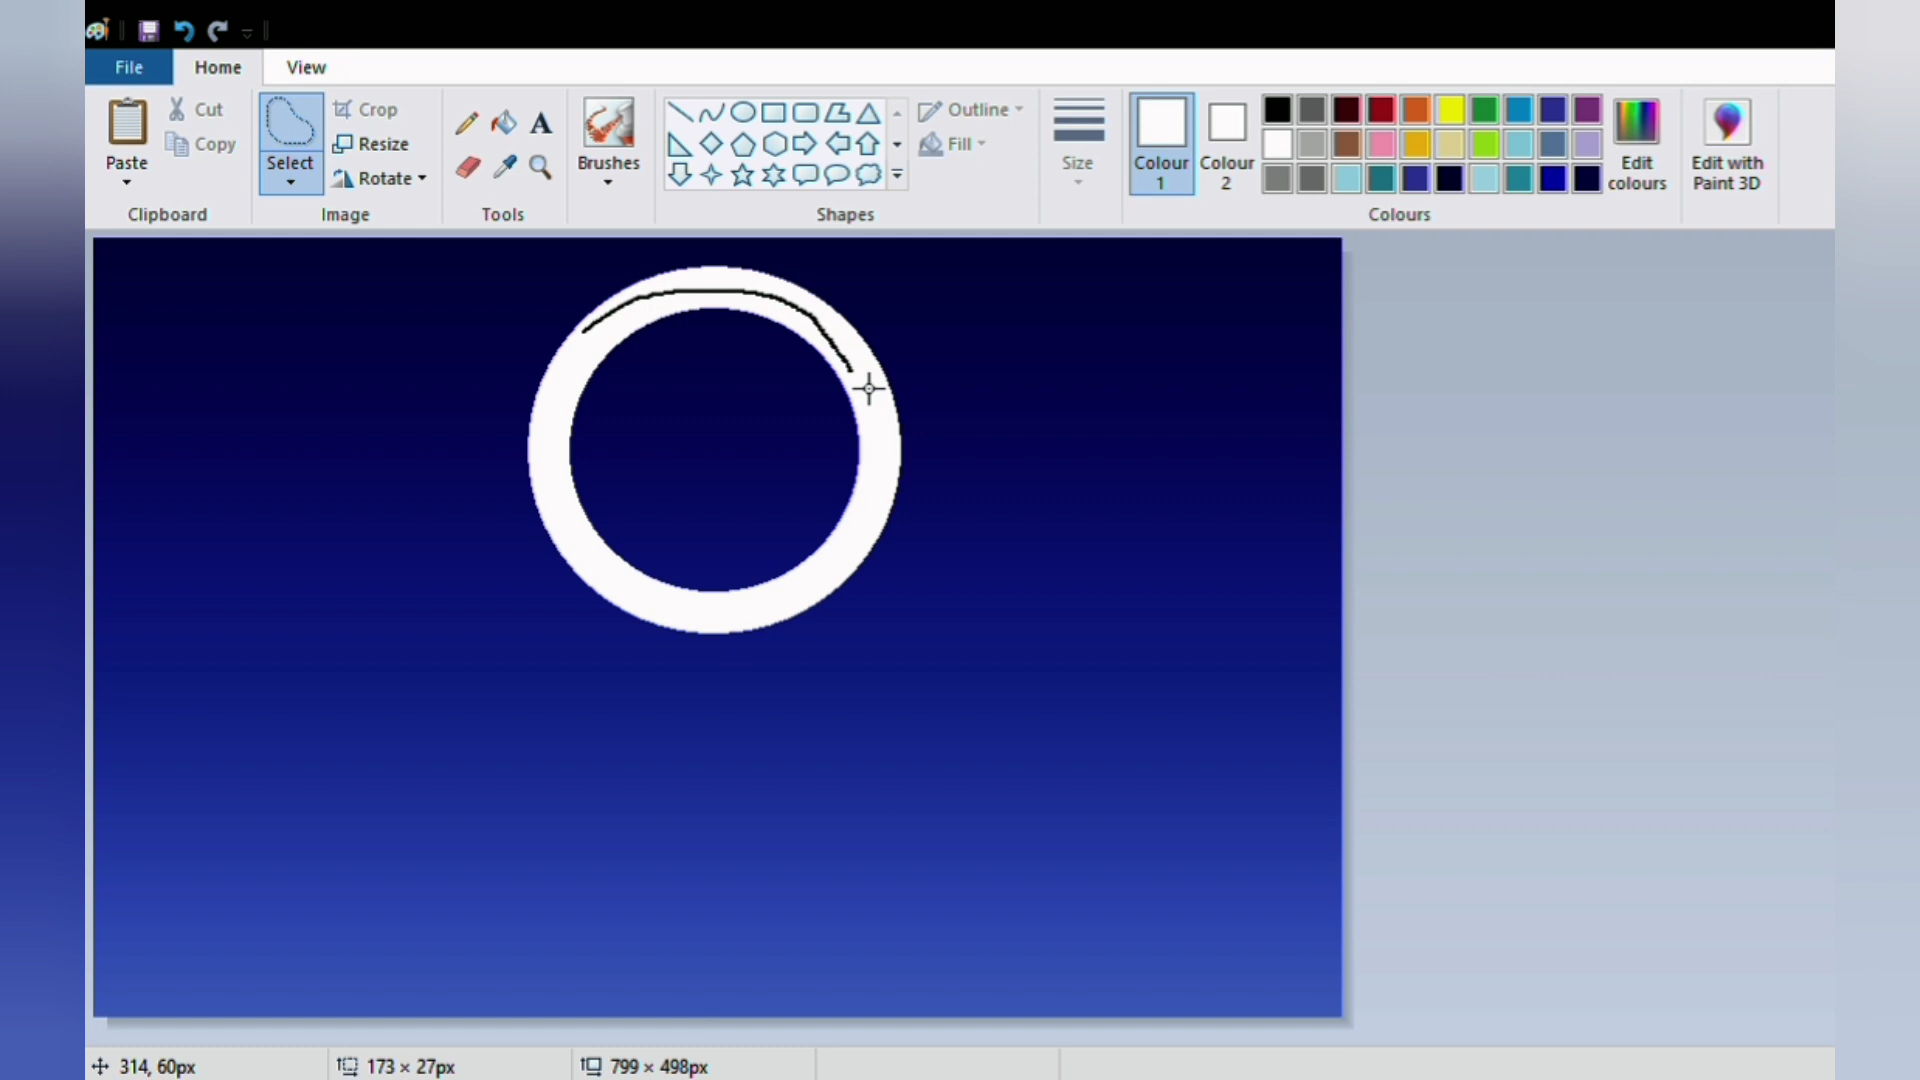 File Home View
Paste
Cut
Copy
Clipboard
Select
Crop
Resize
Rotate
Image
A
Tools
Brushes
Shapes
Outline
Fill
Size
Colour 1
Colour 2
Edit colours
Colours
Edit with Paint 3D
314, 60px
173 × 27px
799 × 498px